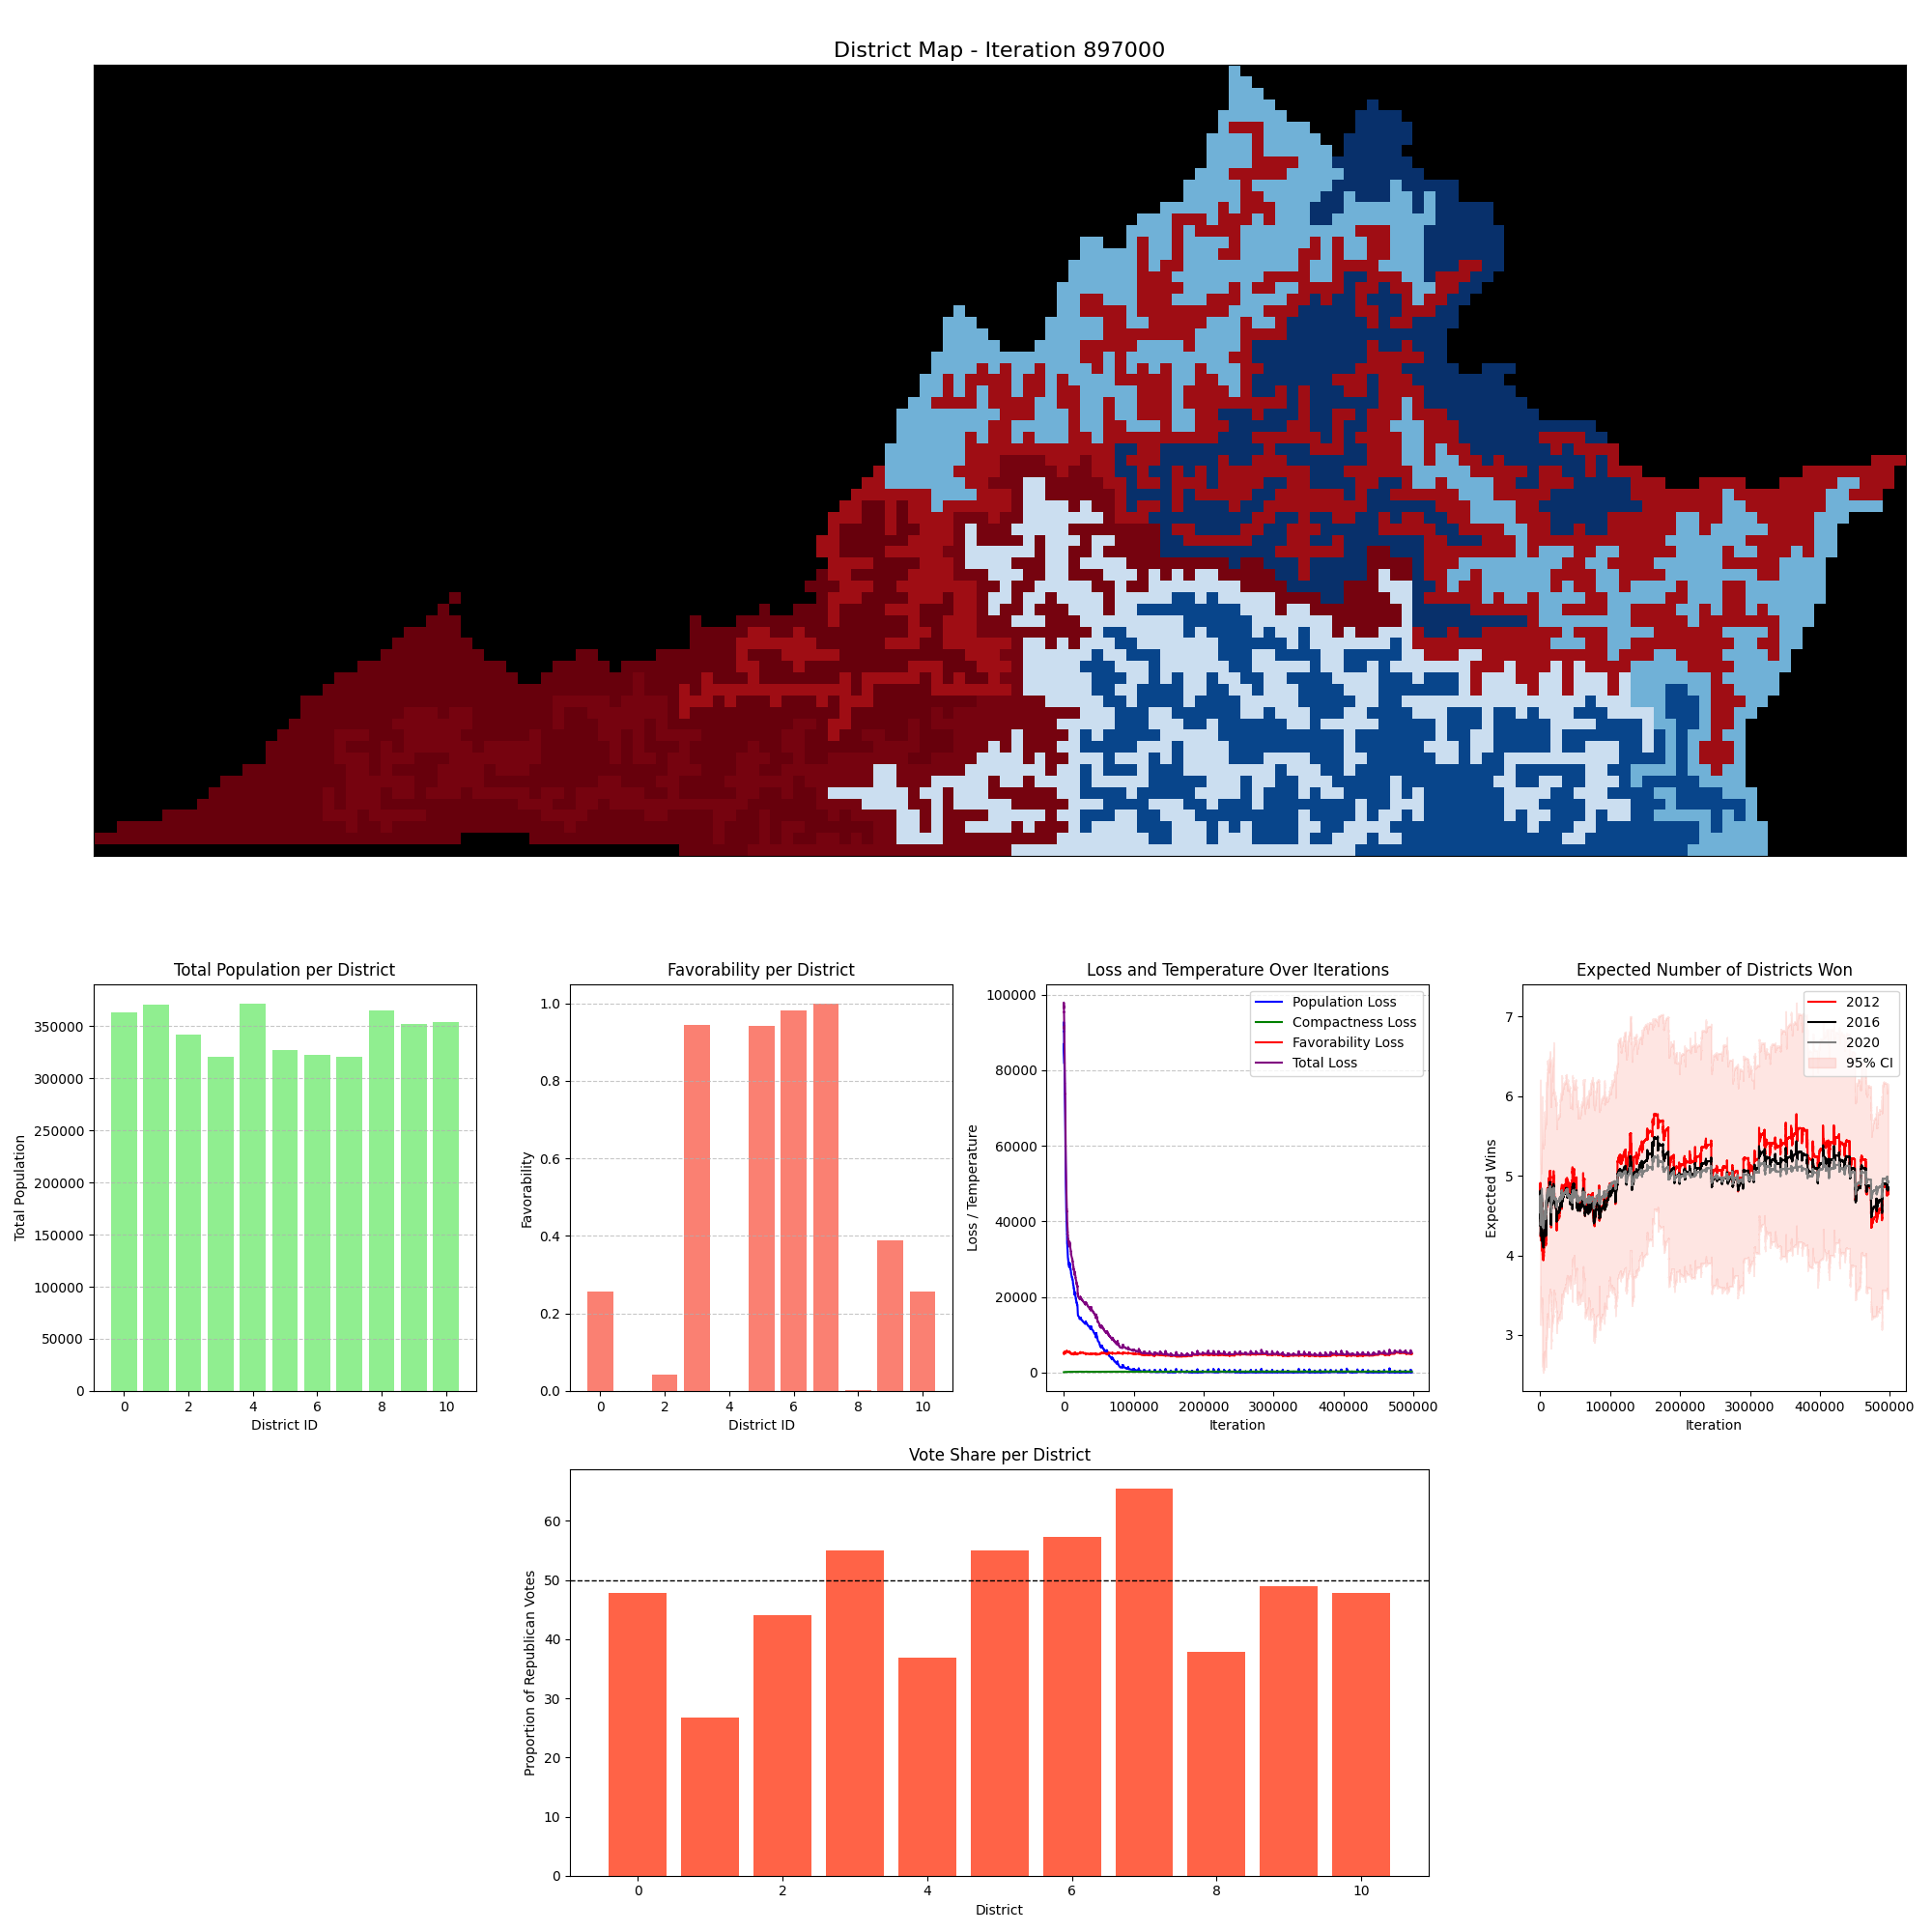 District Map - Iteration 897000
Total Population per District
Total Population
350000
300000
250000
200000
150000
100000
50000
0
0 2 4 6 8 10
District ID
Favorability per District
Favorability
1.0
0.8
0.6
0.4
0.2
0.0
0 2 4 6 8 10
District ID
Loss and Temperature Over Iterations
Loss / Temperature
100000
80000
60000
40000
20000
0
Population Loss
Compactness Loss
Favorability Loss
Total Loss
0 100000 200000 300000 400000 500000
Iteration
Expected Number of Districts Won
Expected Wins
7
6
5
4
3
2012
2016
2020
95% CI
0 100000 200000 300000 400000 500000
Iteration
Vote Share per District
Proportion of Republican Votes
60
50
40
30
20
10
0
0 2 4 6 8 10
District